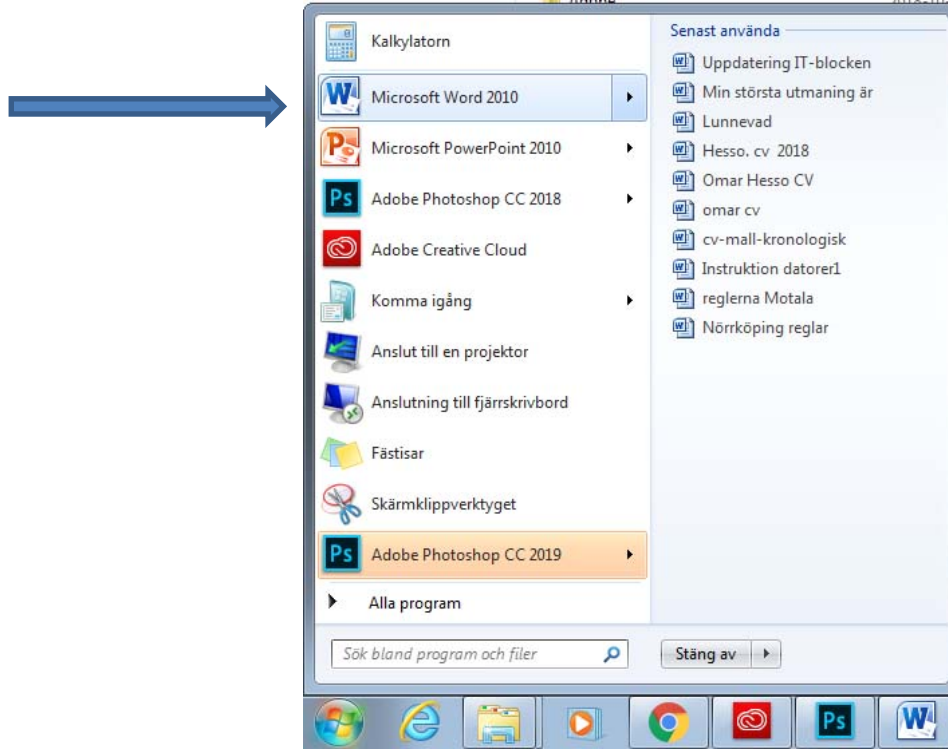 Kalkylatorn
Microsoft Word 2010
Microsoft PowerPoint 2010
Adobe Photoshop CC 2018
Adobe Creative Cloud
Komma igång
Anslut till en projektor
Anslutning till fjärrskrivbord
Fästisar
Skärmklippverktyget
Adobe Photoshop CC 2019
Alla program
Sök bland program och filer
Senast använda
Uppdatering IT-blocken
Min största utmaning är
Lunnevad
Hesso. cv 2018
Omar Hesso CV
omar cv
cv-mall-kronologisk
Instruktion datorer1
reglerna Motala
Nörrköping reglar
Stäng av